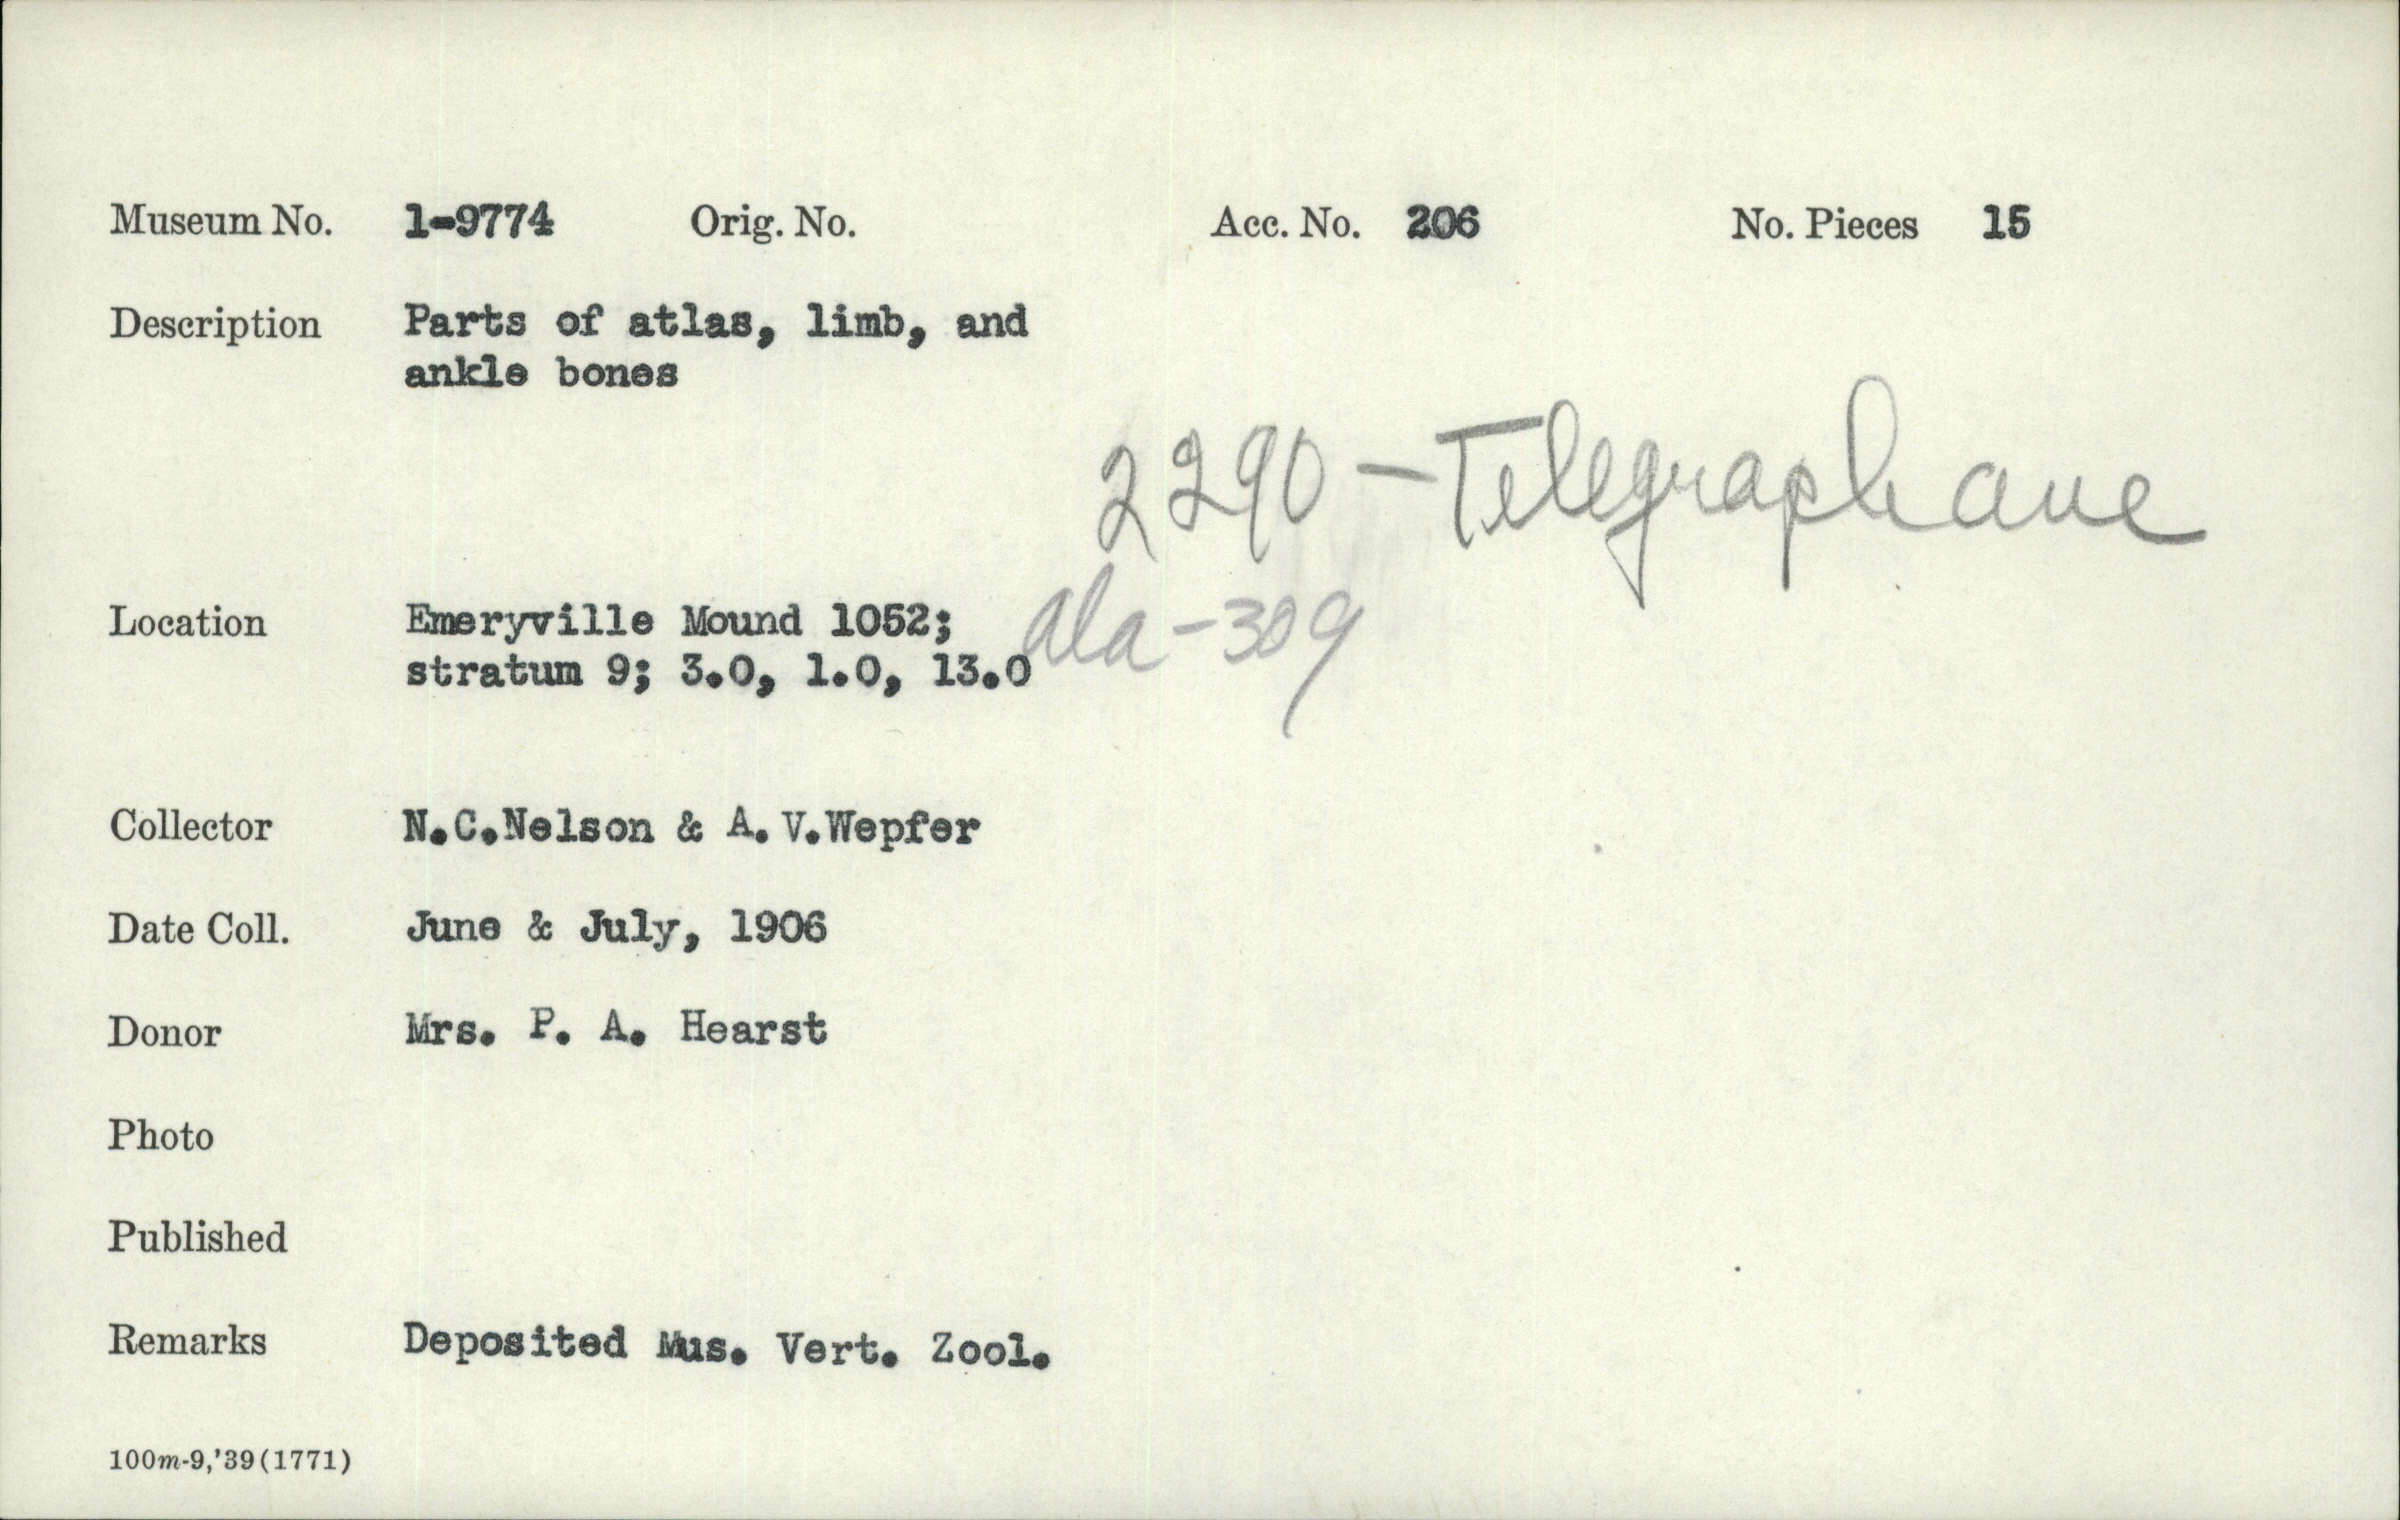 Museum No. 1-9774 Orig. No. Acc. No. 206 No. Pieces 15
Description Parts of atlas, limb, and
ankle bones
2290 - Telegraph ave
Location Emeryville Mound 1052;
ala-309
stratum 9; 3.0, 1.0, 13.0
Collector N.C.Nelson & A.V.Wepfer
Date Coll. June & July, 1906
Donor Mrs. P. A. Hearst
Photo
Published
Remarks Deposited Mus. Vert. Zool.
100m-9,'39(1771)